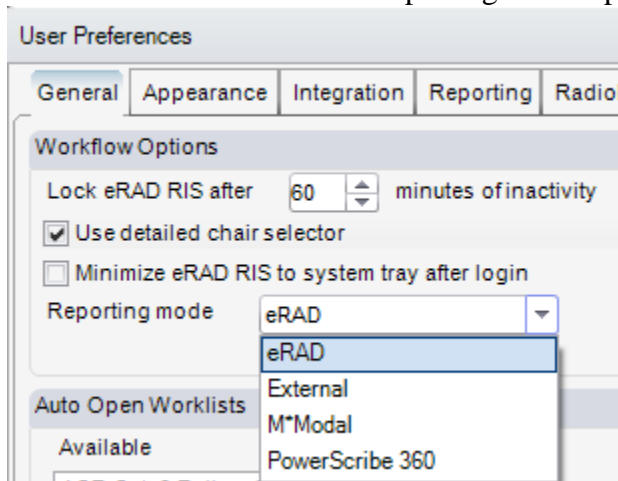 User Preferences
General Appearance Integration Reporting
Workflow Options
Lock eRAD RIS after 60 minutes of inactivity
Use detailed chair selector
Minimize eRAD RIS to system tray after login
Reporting mode eRAD
eRAD
External
Auto Open Worklists
M*Modal
Available
PowerScribe 360